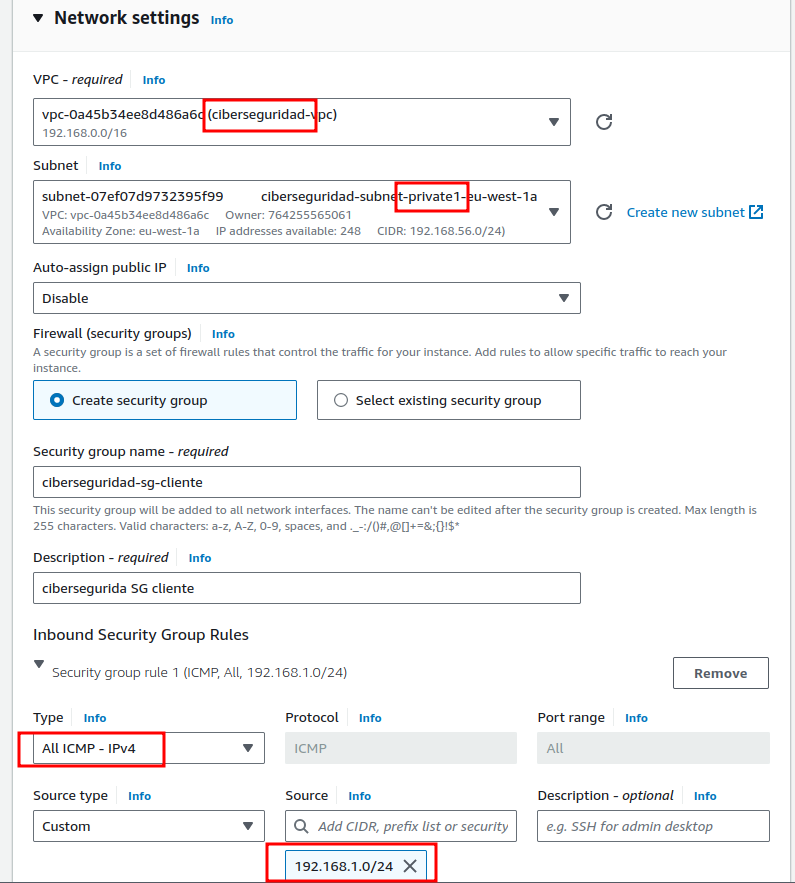 Network settings Info
VPC - required Info
vpc-0a45b34ee8d486a6c (ciberseguridad-vpc)
192.168.0.0/16
Subnet Info
subnet-07ef07d9732395f99 ciberseguridad-subnet-private1-eu-west-1a
VPC: vpc-0a45b34ee8d486a6c Owner: 764255565061
Availability Zone: eu-west-1a IP addresses available: 248 CIDR: 192.168.56.0/24)
Create new subnet
Auto-assign public IP Info
Disable
Firewall (security groups) Info
A security group is a set of firewall rules that control the traffic for your instance. Add rules to allow specific traffic to reach your
instance.
Create security group Select existing security group
Security group name - required
ciberseguridad-sg-cliente
This security group will be added to all network interfaces. The name can't be edited after the security group is created. Max length is
255 characters. Valid characters: a-z, A-Z, 0-9, spaces, and ._-:/()#,@[]+=&;{}!$*
Description - required Info
cibersegurida SG cliente
Inbound Security Group Rules
Security group rule 1 (ICMP, All, 192.168.1.0/24) Remove
Type Info Protocol Info Port range Info
All ICMP - IPv4 ICMP All
Source type Info Source Info Description - optional Info
Custom Add CIDR, prefix list or security e.g. SSH for admin desktop
192.168.1.0/24